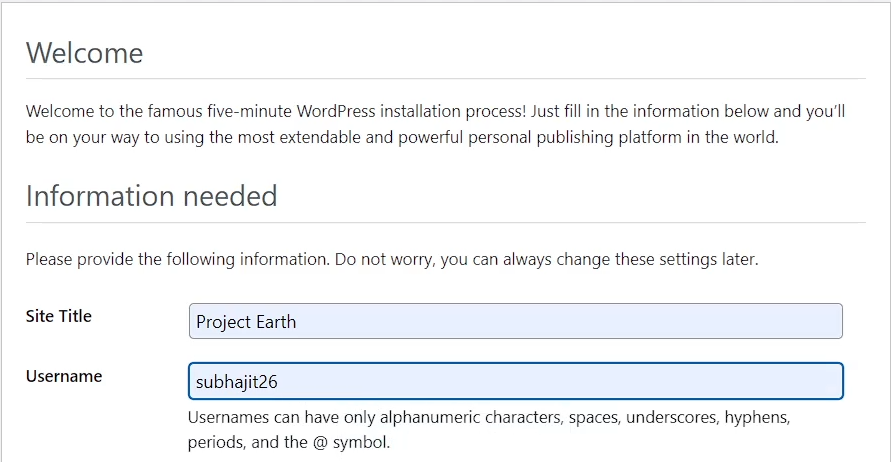 Welcome
Welcome to the famous five-minute WordPress installation process! Just fill in the information below and you’ll
be on your way to using the most extendable and powerful personal publishing platform in the world.
Information needed
Please provide the following information. Do not worry, you can always change these settings later.
Site Title
Project Earth
Username
subhajit26
Usernames can have only alphanumeric characters, spaces, underscores, hyphens,
periods, and the @ symbol.